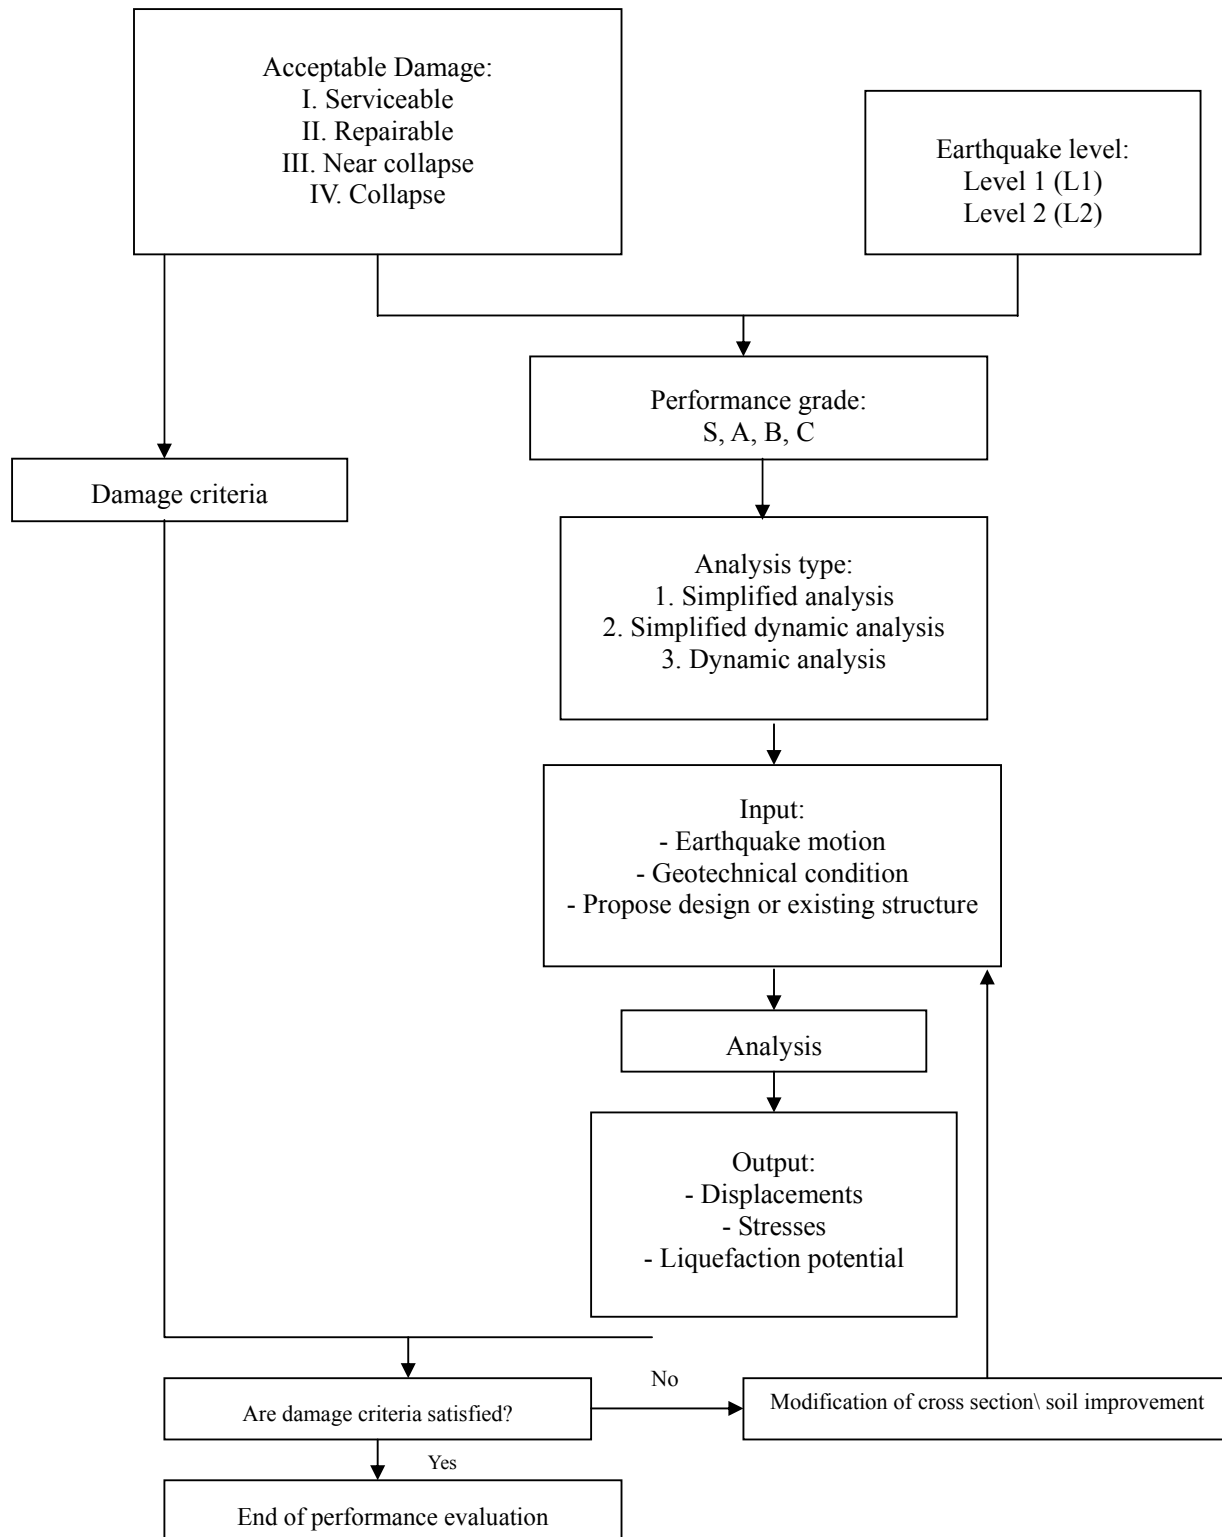 Acceptable Damage:
I. Serviceable
II. Repairable
III. Near collapse
IV. Collapse
Earthquake level:
Level 1 (L1)
Level 2 (L2)
Performance grade:
S, A, B, C
Damage criteria
Analysis type:
1. Simplified analysis
2. Simplified dynamic analysis
3. Dynamic analysis
Input:
- Earthquake motion
- Geotechnical condition
- Propose design or existing structure
Analysis
Output:
- Displacements
- Stresses
- Liquefaction potential
Are damage criteria satisfied?
No
Modification of cross section\ soil improvement
Yes
End of performance evaluation